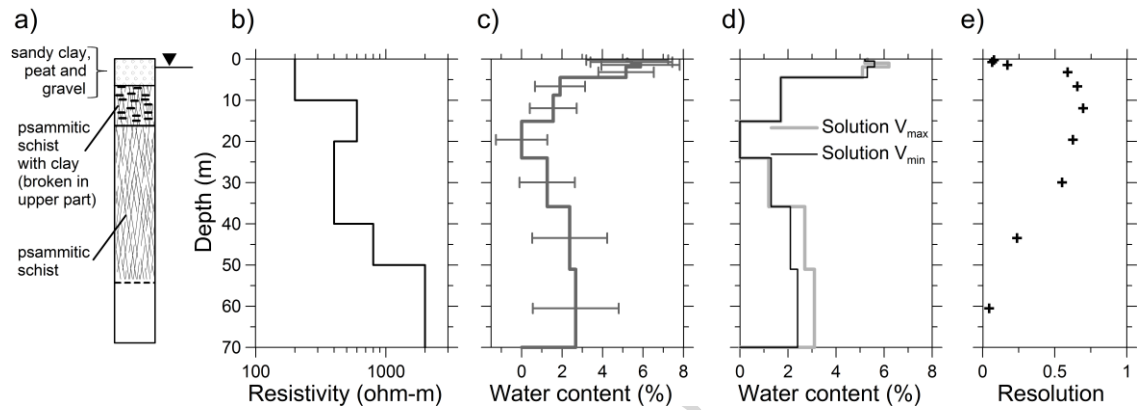 a)
sandy clay,
peat and
gravel
psammitic
schist
with clay
(broken in
upper part)
psammitic
schist
b)
Depth (m)
0
10
20
30
40
50
60
70
100
1000
Resistivity (ohm-m)
c)
0
2
4
6
8
Water content (%)
d)
Solution Vmax
Solution Vmin
0
2
4
6
8
Water content (%)
e)
0
0.5
1
Resolution